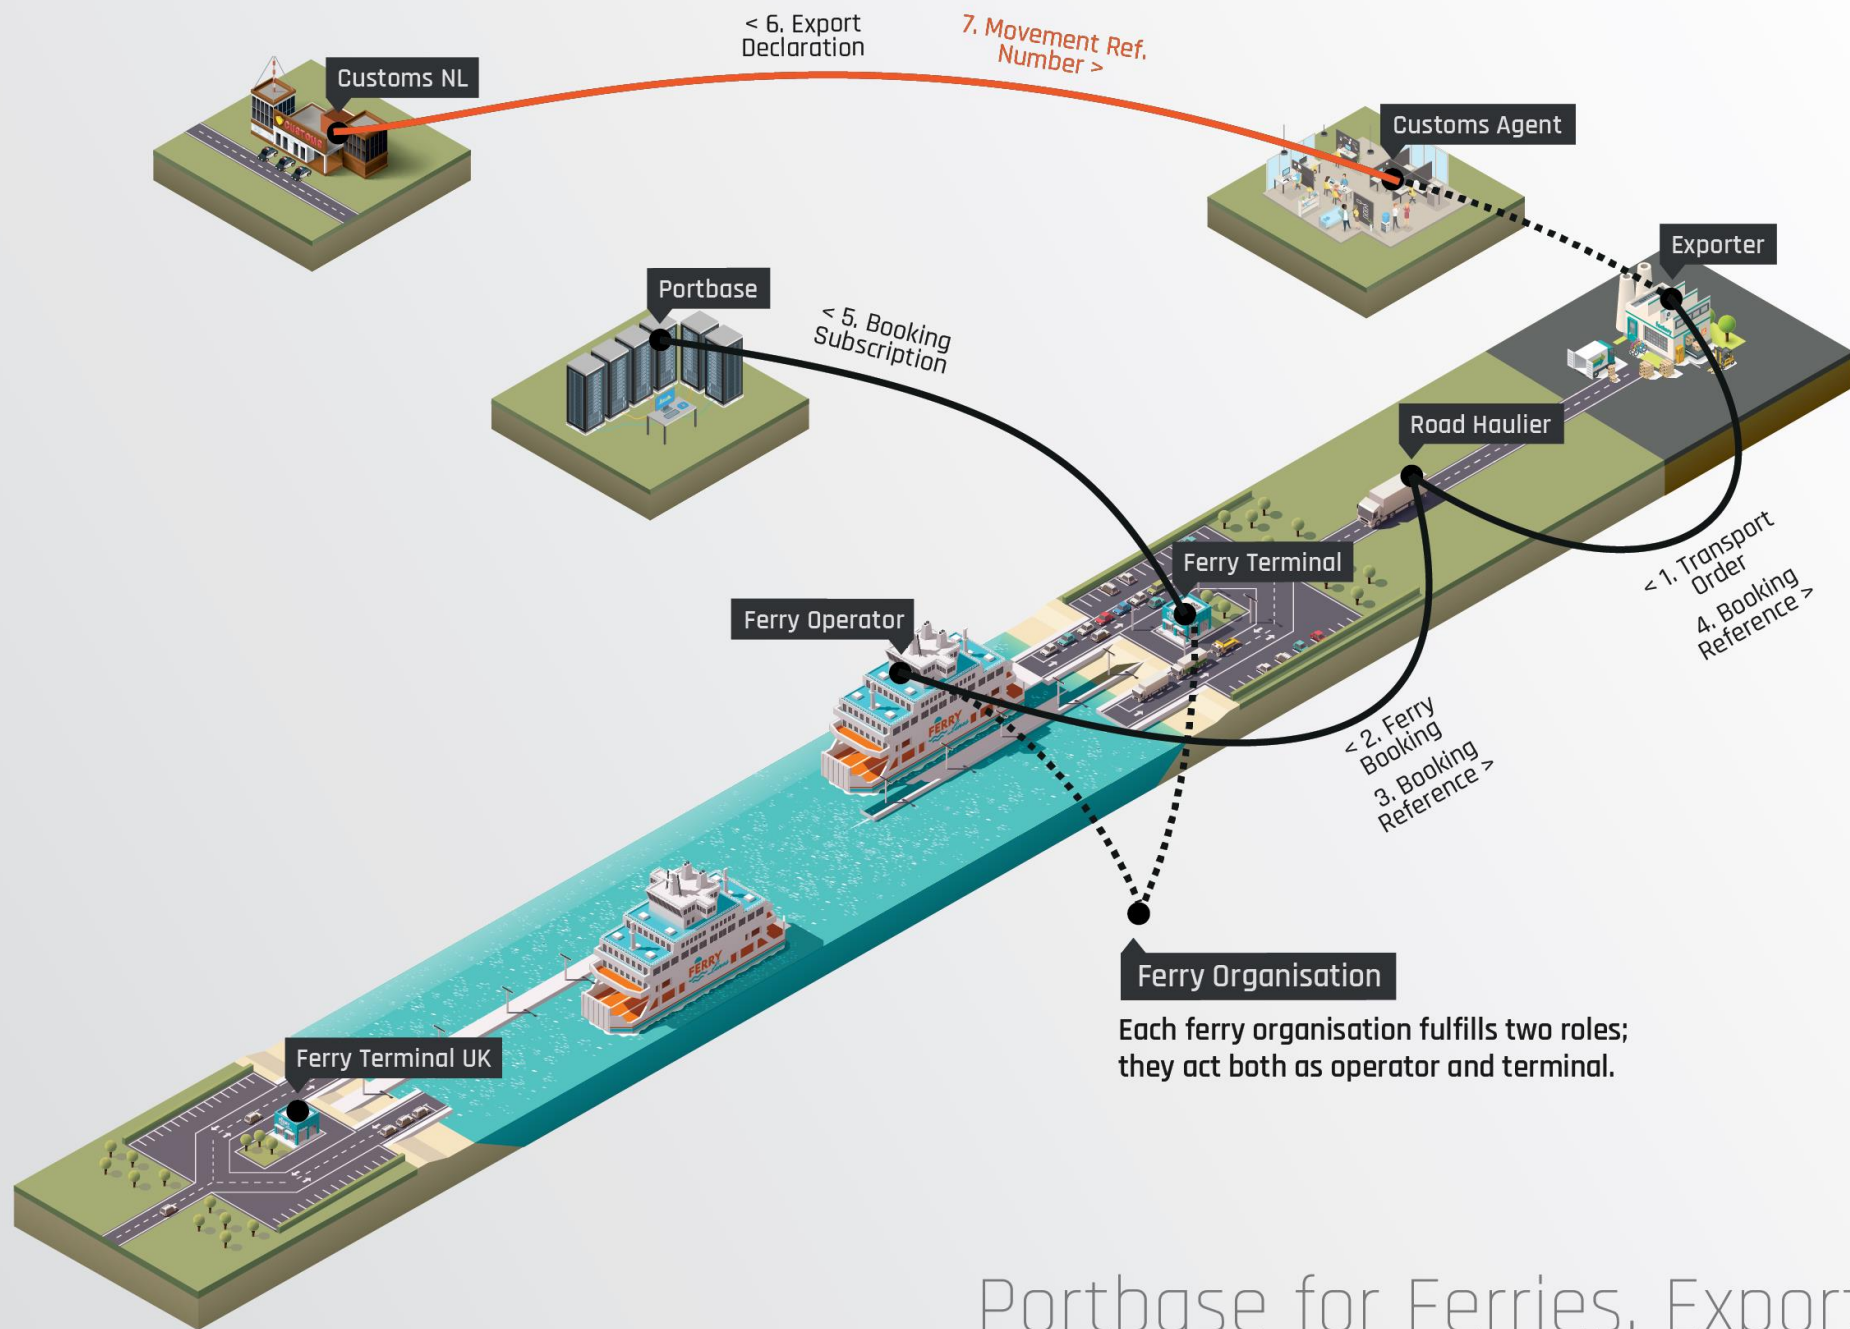 < 6. Export
Declaration
7. Movement Ref.
Number >
Customs NL
CUSTOMS
Customs Agent
Exporter
Portbase
< 5. Booking
Subscription
Road Haulier
< 1. Transport
Order
4. Booking
Reference >
Ferry Terminal
Ferry Operator
FERRY
< 2. Ferry
Booking
3. Booking
Reference >
FERRY
Ferry Organisation
Each ferry organisation fulfills two roles;
they act both as operator and terminal.
Ferry Terminal UK
Portbase for Ferries, Export